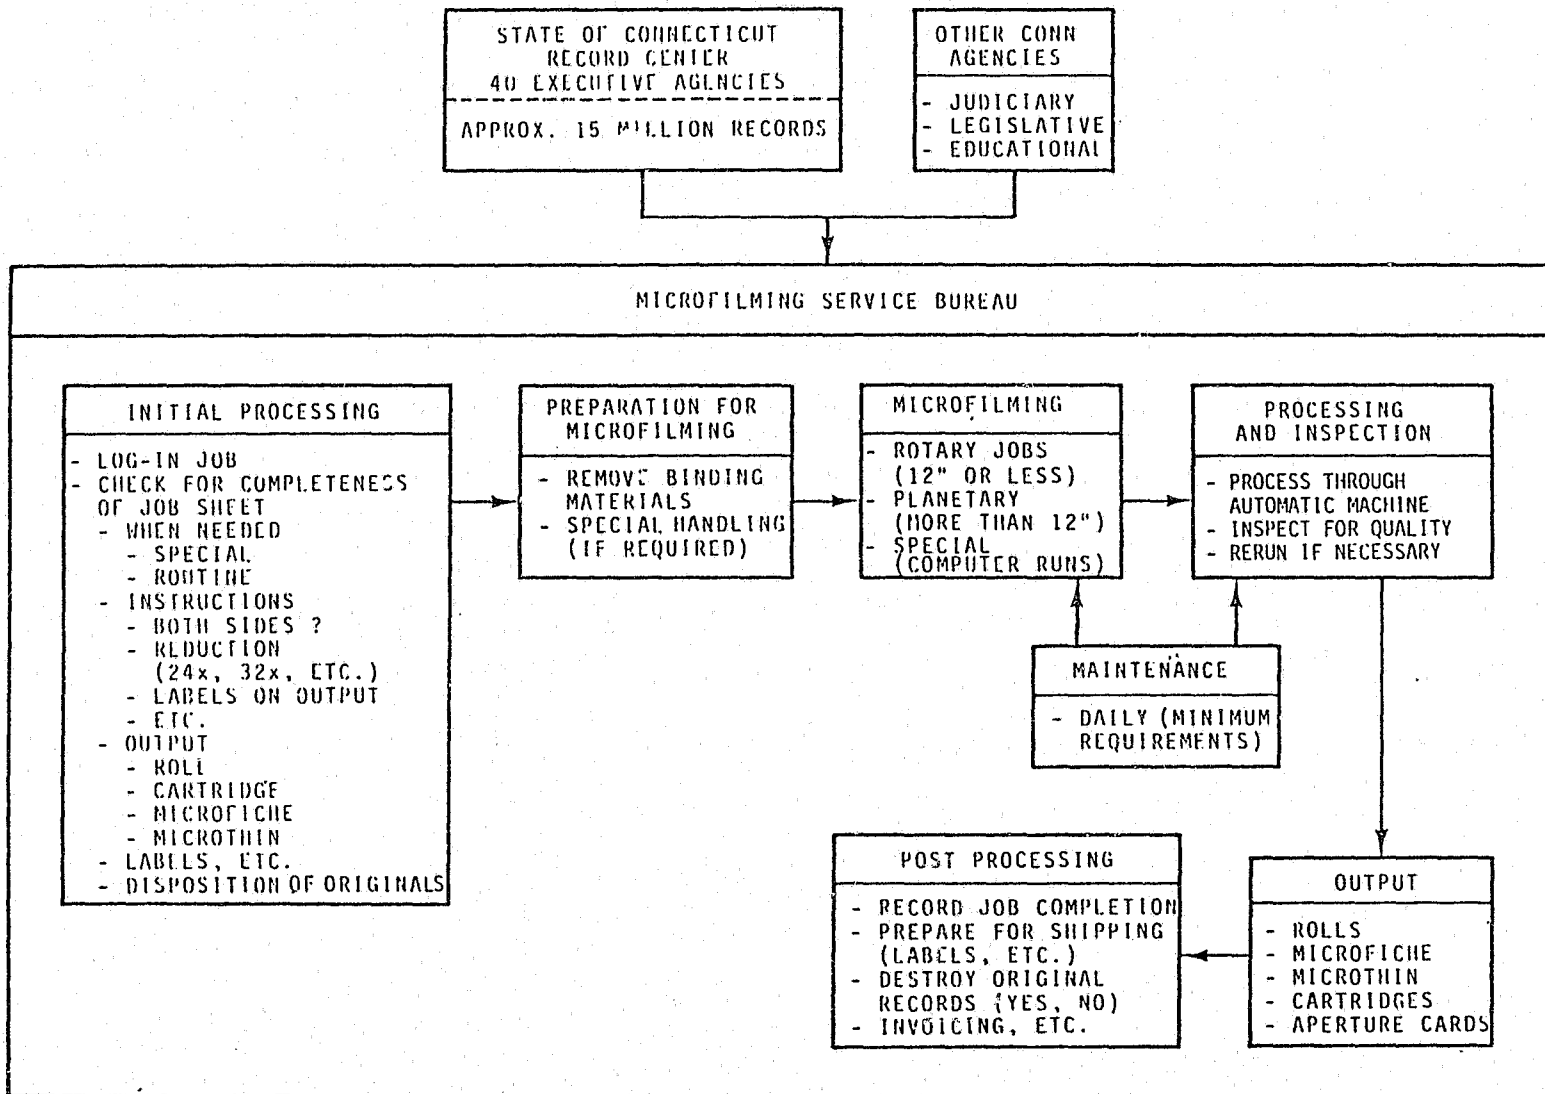 STATE OF CONNECTICUT
RECORD CENTER
40 EXECUTIVE AGENCIES
APPROX. 15 MILLION RECORDS
OTHER CONN
AGENCIES
- JUDICIARY
- LEGISLATIVE
- EDUCATIONAL
MICROFILMING SERVICE BUREAU
INITIAL PROCESSING
- LOG-IN JOB
- CHECK FOR COMPLETENESS
OF JOB SHEET
- WHEN NEEDED
- SPECIAL
- ROUTINE
- INSTRUCTIONS
- BOTH SIDES ?
- REDUCTION
(24x, 32x, ETC.)
- LABELS ON OUTPUT
- ETC.
- OUTPUT
- ROLL
- CARTRIDGE
- MICROFICHE
- MICROTHIN
- LABELS, ETC.
- DISPOSITION OF ORIGINALS
PREPARATION FOR
MICROFILMING
- REMOVE BINDING
MATERIALS
- SPECIAL HANDLING
(IF REQUIRED)
MICROFILMING
- ROTARY JOBS
(12" OR LESS)
- PLANETARY
(MORE THAN 12")
- SPECIAL
(COMPUTER RUNS)
PROCESSING
AND INSPECTION
- PROCESS THROUGH
AUTOMATIC MACHINE
- INSPECT FOR QUALITY
- RERUN IF NECESSARY
MAINTENANCE
- DAILY (MINIMUM
REQUIREMENTS)
OUTPUT
- ROLLS
- MICROFICHE
- MICROTHIN
- CARTRIDGES
- APERTURE CARDS
POST PROCESSING
- RECORD JOB COMPLETION
- PREPARE FOR SHIPPING
(LABELS, ETC.)
- DESTROY ORIGINAL
RECORDS (YES, NO)
- INVOICING, ETC.